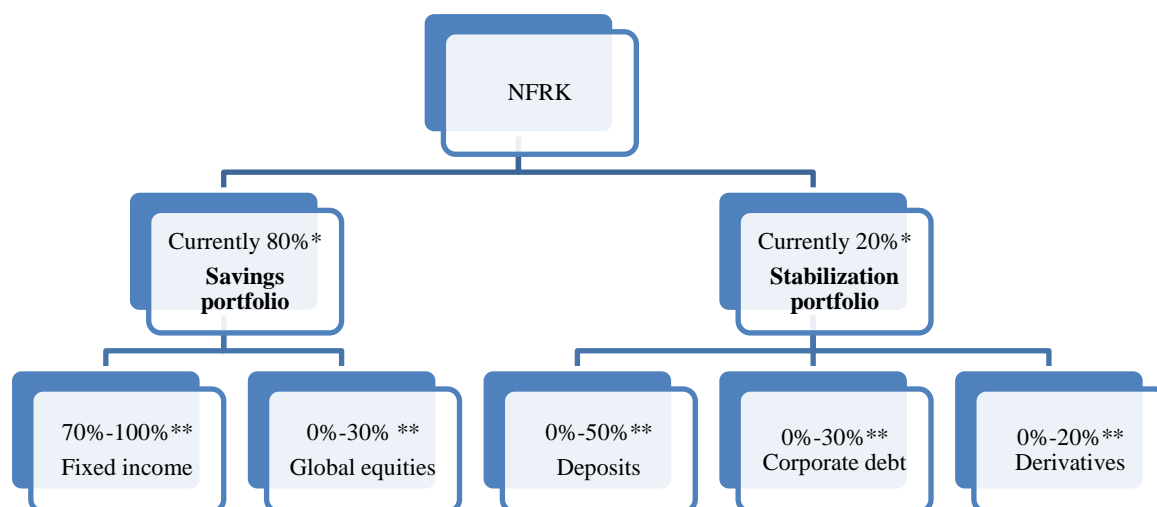 NFRK
Currently 80%*
Savings
portfolio
Currently 20%*
Stabilization
portfolio
70%-100%**
Fixed income
0%-30% **
Global equities
0%-50%**
Deposits
0%-30%**
Corporate debt
0%-20%**
Derivatives